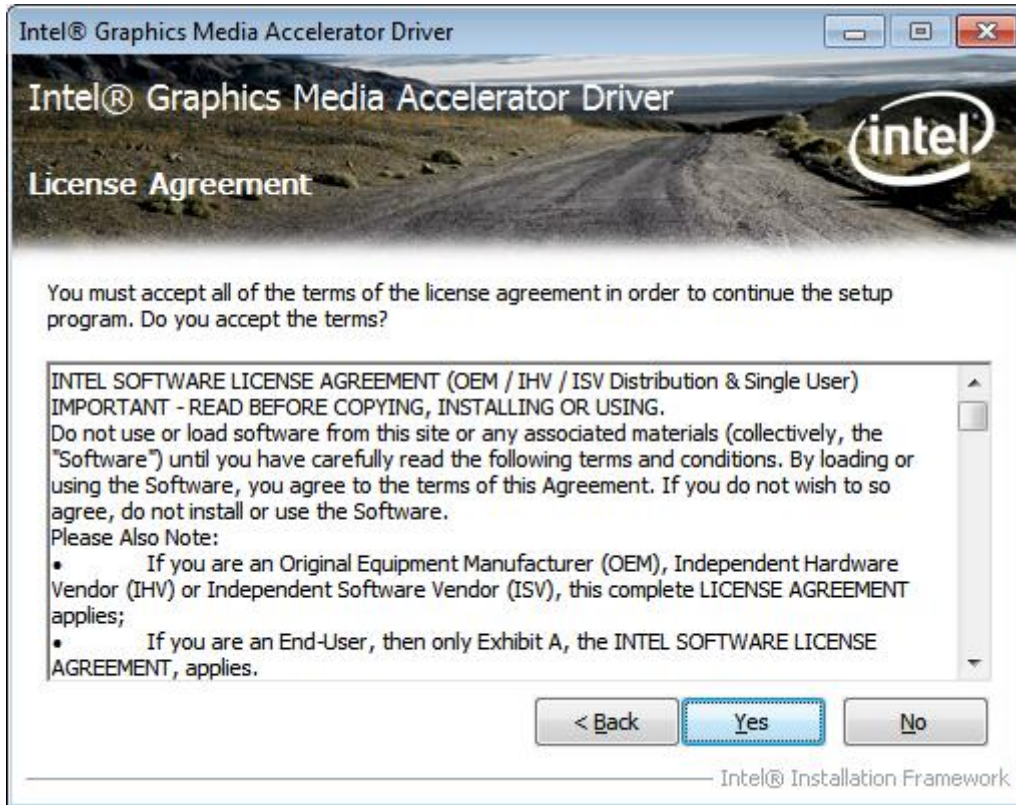 Intel® Graphics Media Accelerator Driver
Intel® Graphics Media Accelerator Driver
intel
License Agreement
You must accept all of the terms of the license agreement in order to continue the setup
program. Do you accept the terms?
INTEL SOFTWARE LICENSE AGREEMENT (OEM / IHV / ISV Distribution & Single User)
IMPORTANT - READ BEFORE COPYING, INSTALLING OR USING.
Do not use or load software from this site or any associated materials (collectively, the
"Software") until you have carefully read the following terms and conditions. By loading or
using the Software, you agree to the terms of this Agreement. If you do not wish to so
agree, do not install or use the Software.
Please Also Note:
• If you are an Original Equipment Manufacturer (OEM), Independent Hardware
Vendor (IHV) or Independent Software Vendor (ISV), this complete LICENSE AGREEMENT
applies;
• If you are an End-User, then only Exhibit A, the INTEL SOFTWARE LICENSE
AGREEMENT, applies.
< Back Yes No
Intel® Installation Framework